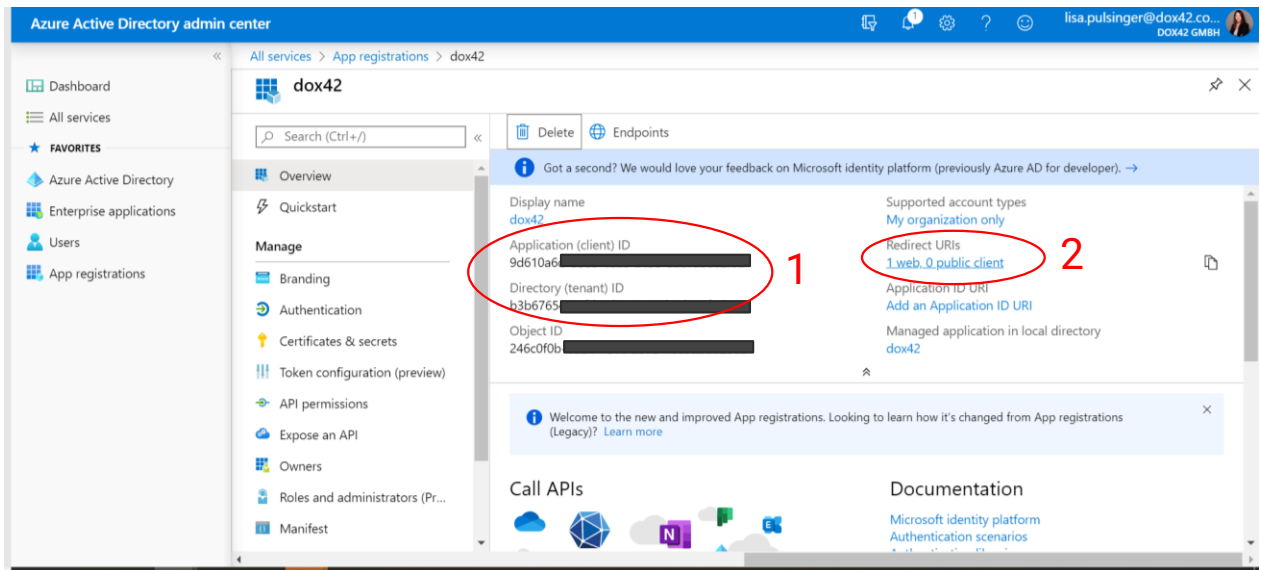 Azure Active Directory admin center
1
lisa.pulsinger@dox42.co...
DOX42 GMBH
«
All services > App registrations > dox42
Dashboard
All services
FAVORITES
Azure Active Directory
Enterprise applications
Users
App registrations
dox42
Search (Ctrl+/)
«
Overview
Quickstart
Manage
Branding
Authentication
Certificates & secrets
Token configuration (preview)
API permissions
Expose an API
Owners
Roles and administrators (Pr...
Manifest
Delete
Endpoints
Got a second? We would love your feedback on Microsoft identity platform (previously Azure AD for developer). →
Display name
dox42
Application (client) ID
9d610a6
Directory (tenant) ID
b3b6765
Object ID
246c0f0b
1
Supported account types
My organization only
Redirect URIs
1 web, 0 public client
2
Application ID URI
Add an Application ID URI
Managed application in local directory
dox42
Welcome to the new and improved App registrations. Looking to learn how it's changed from App registrations
(Legacy)? Learn more
Call APIs
N
E
Documentation
Microsoft identity platform
Authentication scenarios